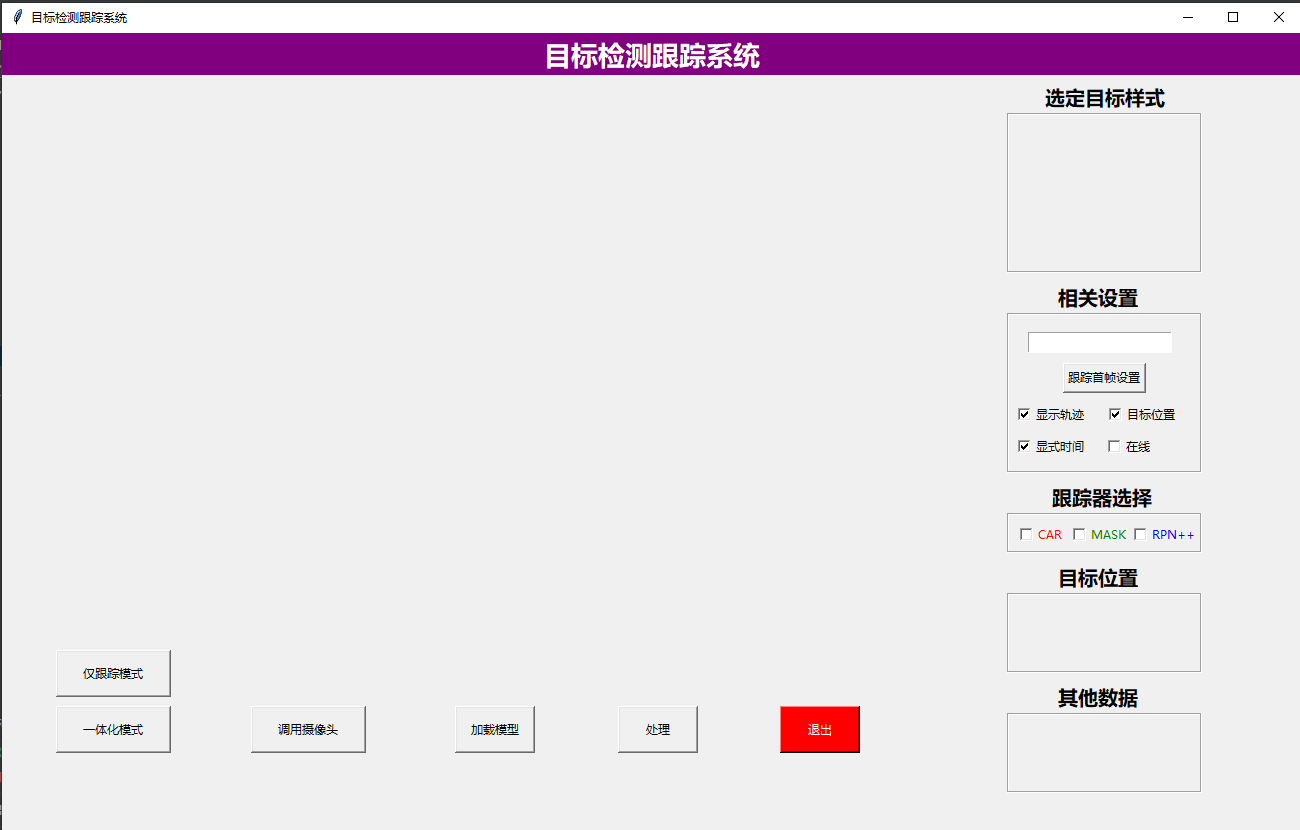 目标检测跟踪系统
目标检测跟踪系统
选定目标样式
相关设置
跟踪首帧设置
显示轨迹 目标位置
显式时间 在线
跟踪器选择
CAR MASK RPN++
目标位置
其他数据
仅跟踪模式
一体化模式 调用摄像头 加载模型 处理 退出